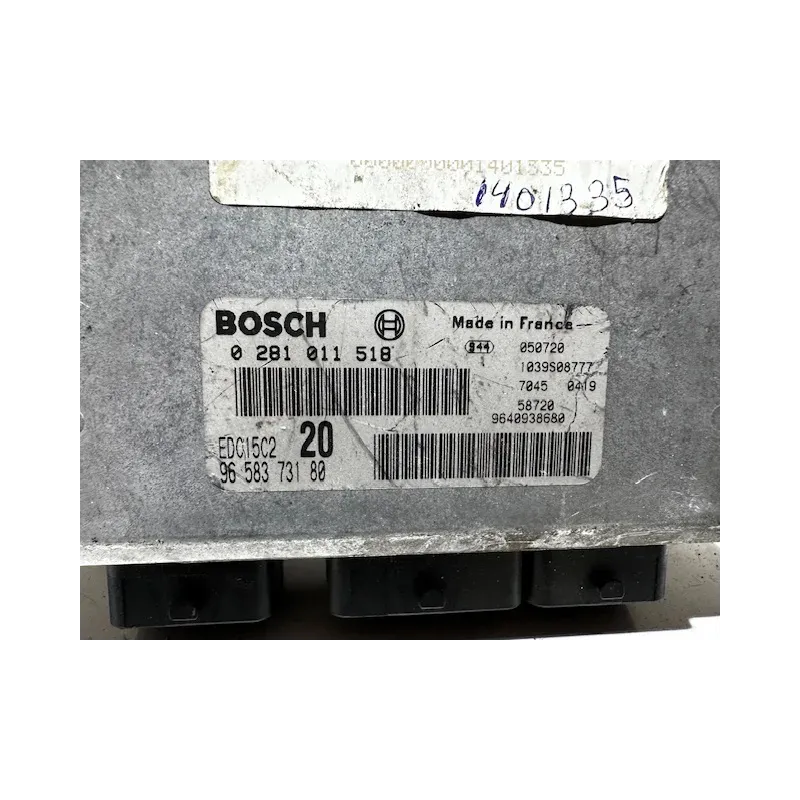 1401335
BOSCH Made in France
0 281 011 518 944 050720
1039S08777
7045 0419
58720
EDC15C2 20 9640938680
96 583 731 80